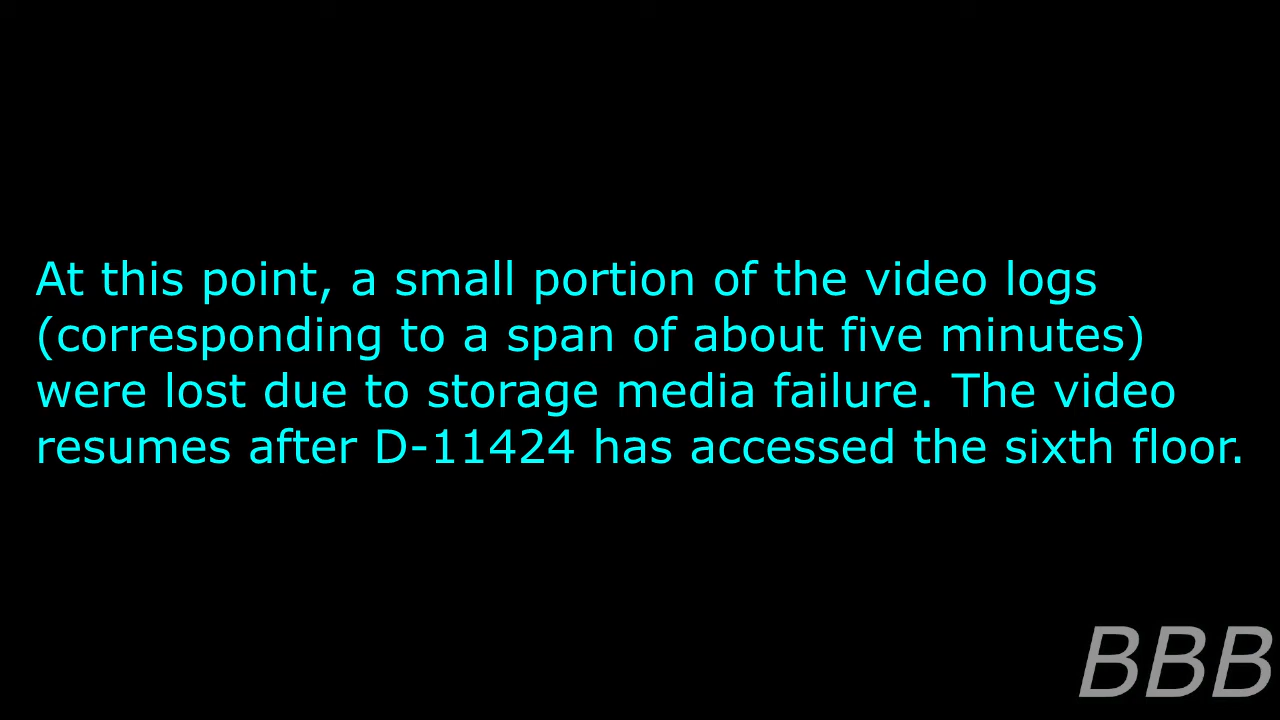 At this point, a small portion of the video logs
(corresponding to a span of about five minutes)
were lost due to storage media failure. The video
resumes after D-11424 has accessed the sixth floor.
BBB